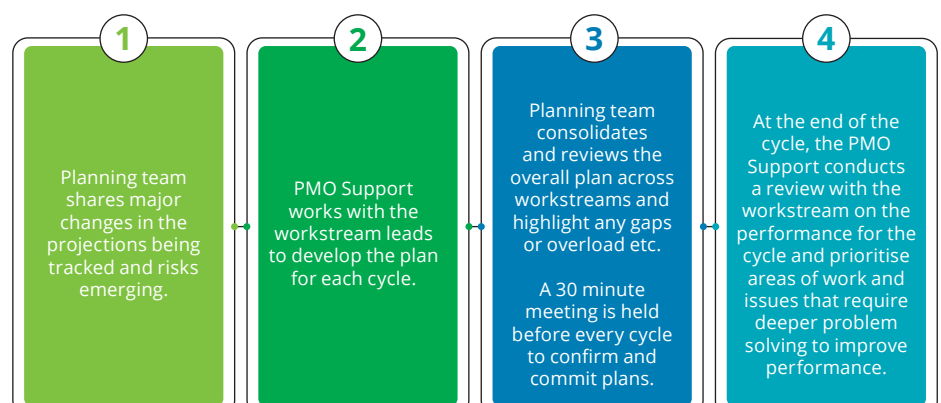 1
Planning team
shares major
changes in the
projections being
tracked and risks
emerging.
2
PMO Support
works with the
workstream leads
to develop the plan
for each cycle.
3
Planning team
consolidates
and reviews the
overall plan across
workstreams and
highlight any gaps
or overload etc.
A 30 minute
meeting is held
before every cycle
to confirm and
commit plans.
4
At the end of the
cycle, the PMO
Support conducts
a review with the
workstream on the
performance for the
cycle and prioritise
areas of work and
issues that require
deeper problem
solving to improve
performance.